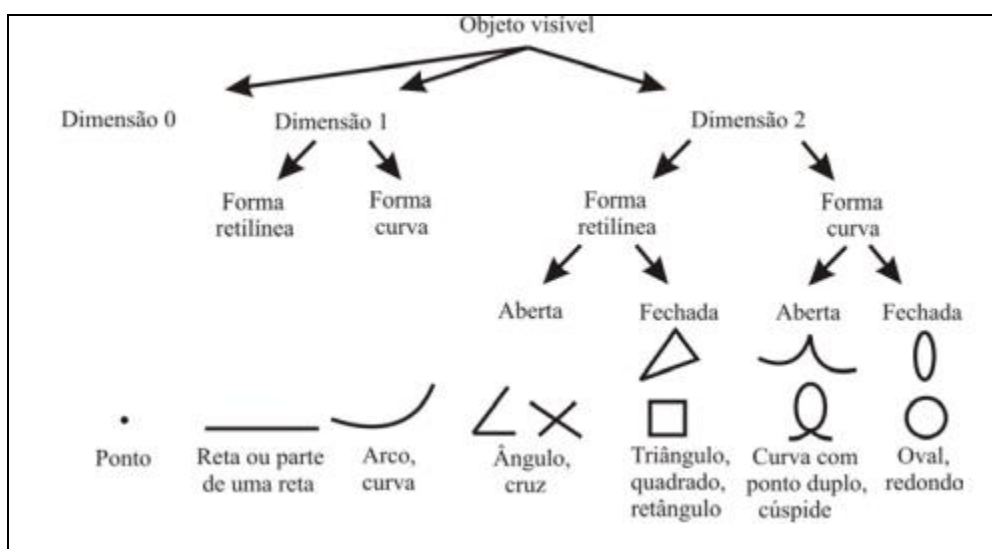 Objeto visível
Dimensão 0
Dimensão 1
Dimensão 2
Forma
retilínea
Forma
curva
Forma
retilínea
Forma
curva
Aberta
Fechada
Aberta
Fechada
Ponto
Reta ou parte
de uma reta
Arco,
curva
Ângulo,
cruz
Triângulo,
quadrado,
retângulo
Curva com
ponto duplo,
cúspide
Oval,
redondo